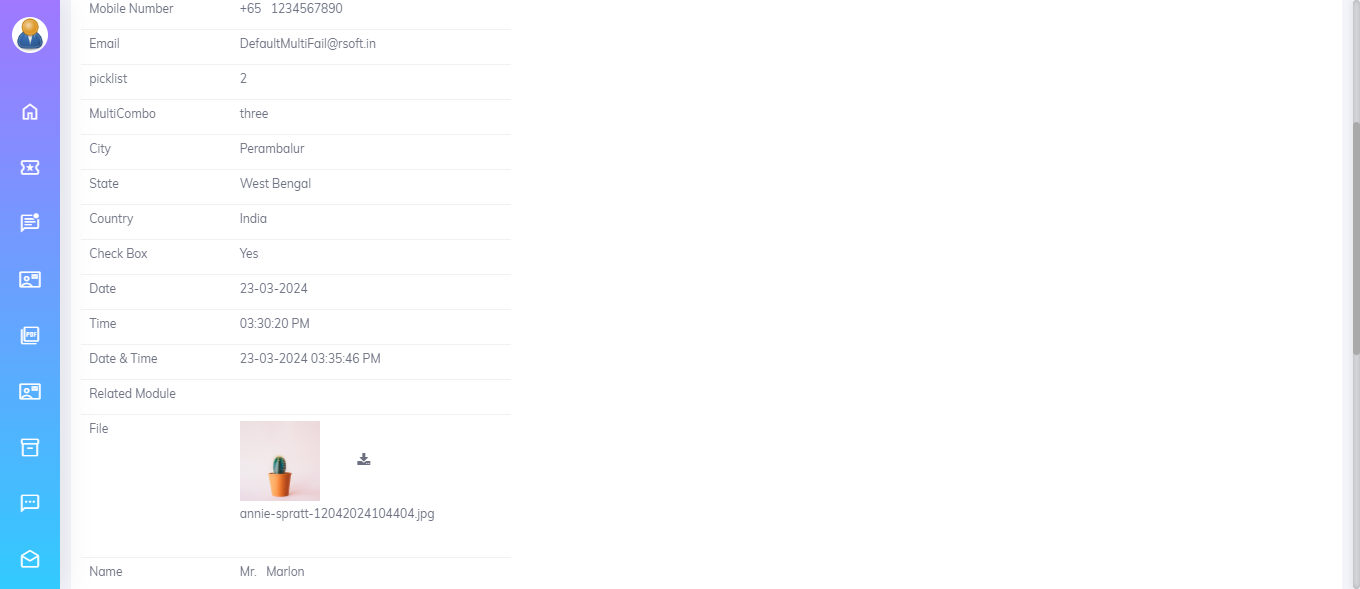 Mobile Number +65 1234567890
Email DefaultMultiFail@rsoft.in
picklist 2
MultiCombo three
City Perambalur
State West Bengal
Country India
Check Box Yes
Date 23-03-2024
Time 03:30:20 PM
Date & Time 23-03-2024 03:35:46 PM
Related Module
File
annie-spratt-12042024104404.jpg
Name Mr. Marlon
PDF